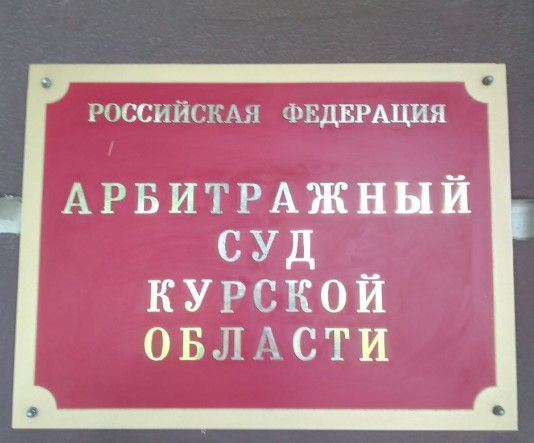 РОССИЙСКАЯ ФЕДЕРАЦИЯ
АРБИТРАЖНЫЙ
СУД
КУРСКОЙ
ОБЛАСТИ